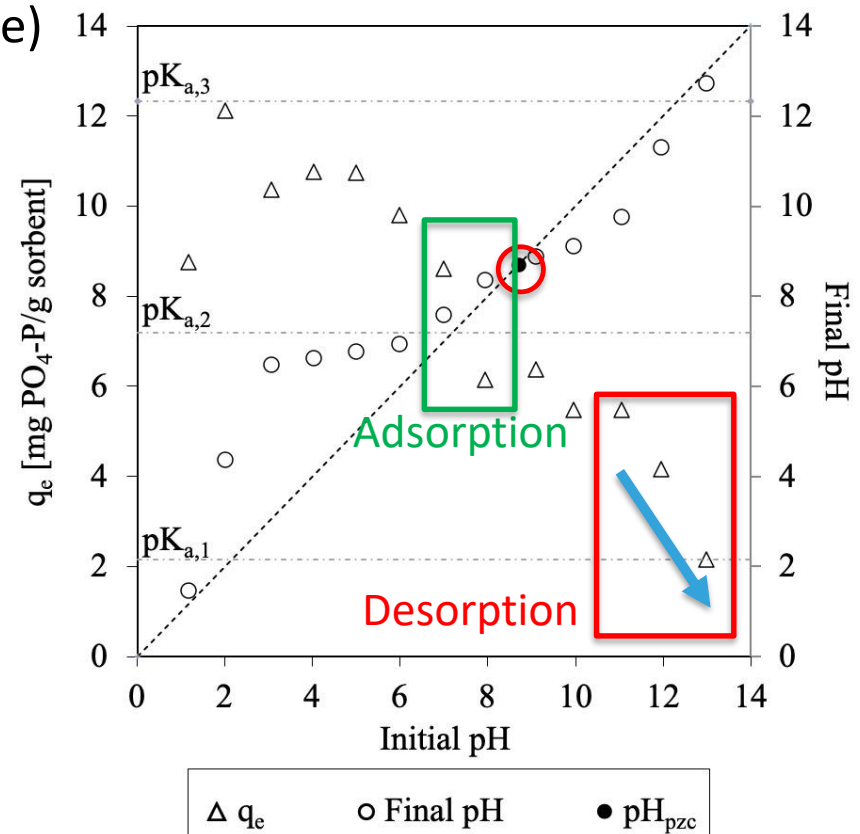 e)
14
12
10
8
6
4
2
0
qₑ [mg PO₄-P/g sorbent]
pKₐ,₃
pKₐ,₂
pKₐ,₁
Adsorption
Desorption
14
12
10
8
6
4
2
0
Final pH
0 2 4 6 8 10 12 14
Initial pH
△ qₑ ○ Final pH ● pHpzc